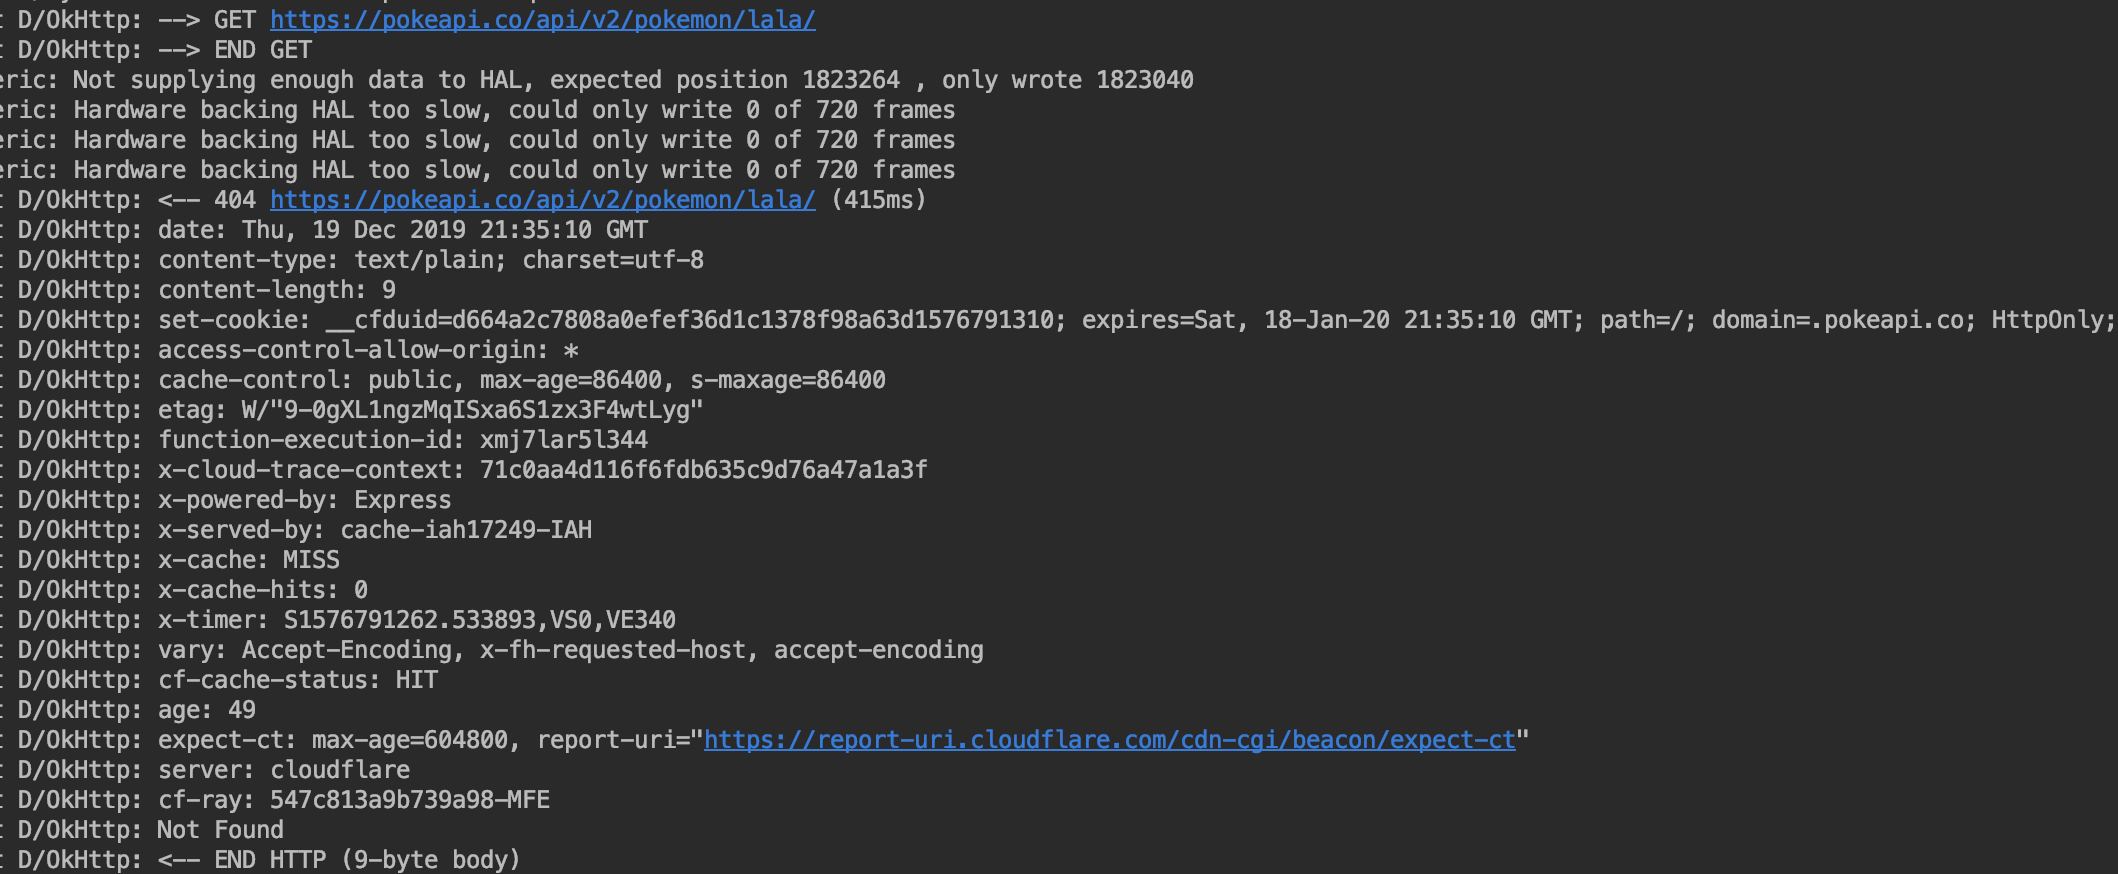 D/OkHttp: --> GET https://pokeapi.co/api/v2/pokemon/lala/
D/OkHttp: --> END GET
eric: Not supplying enough data to HAL, expected position 1823264 , only wrote 1823040
eric: Hardware backing HAL too slow, could only write 0 of 720 frames
eric: Hardware backing HAL too slow, could only write 0 of 720 frames
eric: Hardware backing HAL too slow, could only write 0 of 720 frames
D/OkHttp: <-- 404 https://pokeapi.co/api/v2/pokemon/lala/ (415ms)
D/OkHttp: date: Thu, 19 Dec 2019 21:35:10 GMT
D/OkHttp: content-type: text/plain; charset=utf-8
D/OkHttp: content-length: 9
D/OkHttp: set-cookie: __cfduid=d664a2c7808a0efef36d1c1378f98a63d1576791310; expires=Sat, 18-Jan-20 21:35:10 GMT; path=/; domain=.pokeapi.co; HttpOnly;
D/OkHttp: access-control-allow-origin: *
D/OkHttp: cache-control: public, max-age=86400, s-maxage=86400
D/OkHttp: etag: W/"9-0gXL1ngzMqISxa6S1zx3F4wtLyg"
D/OkHttp: function-execution-id: xmj7lar5l344
D/OkHttp: x-cloud-trace-context: 71c0aa4d116f6fdb635c9d76a47a1a3f
D/OkHttp: x-powered-by: Express
D/OkHttp: x-served-by: cache-iah17249-IAH
D/OkHttp: x-cache: MISS
D/OkHttp: x-cache-hits: 0
D/OkHttp: x-timer: S1576791262.533893,VS0,VE340
D/OkHttp: vary: Accept-Encoding, x-fh-requested-host, accept-encoding
D/OkHttp: cf-cache-status: HIT
D/OkHttp: age: 49
D/OkHttp: expect-ct: max-age=604800, report-uri="https://report-uri.cloudflare.com/cdn-cgi/beacon/expect-ct"
D/OkHttp: server: cloudflare
D/OkHttp: cf-ray: 547c813a9b739a98-MFE
D/OkHttp: Not Found
D/OkHttp: <-- END HTTP (9-byte body)